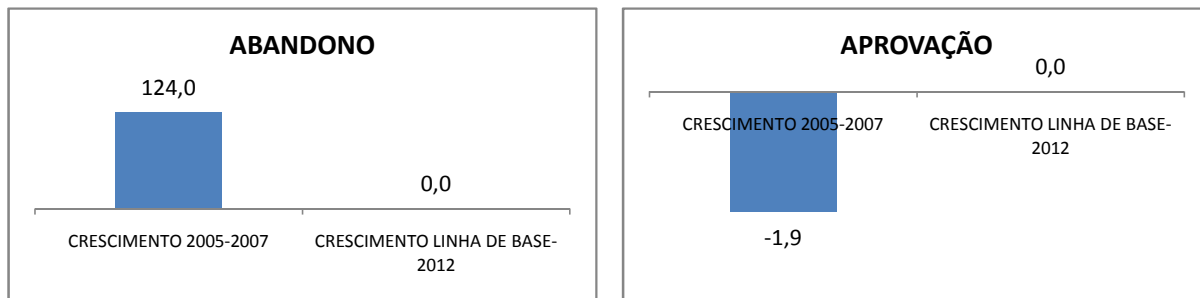 ABANDONO
124,0
0,0
CRESCIMENTO 2005-2007
CRESCIMENTO LINHA DE BASE-
2012
APROVAÇÃO
0,0
CRESCIMENTO 2005-2007
CRESCIMENTO LINHA DE BASE-
2012
-1,9